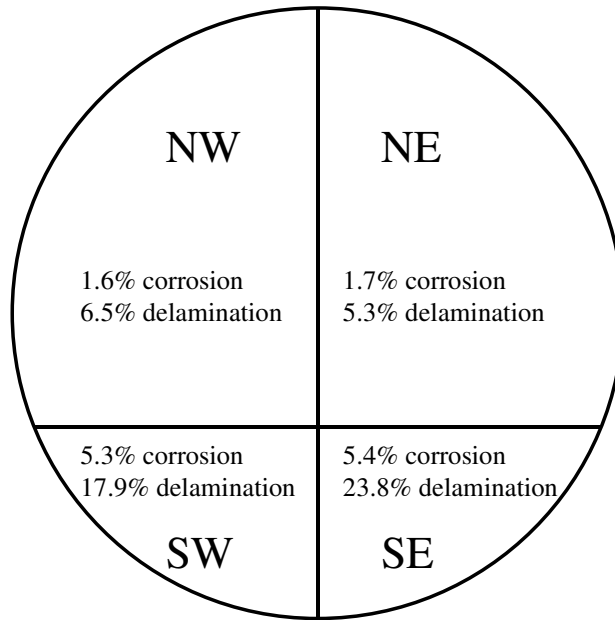 NW
NE
1.6% corrosion
6.5% delamination
1.7% corrosion
5.3% delamination
5.3% corrosion
17.9% delamination
5.4% corrosion
23.8% delamination
SW
SE